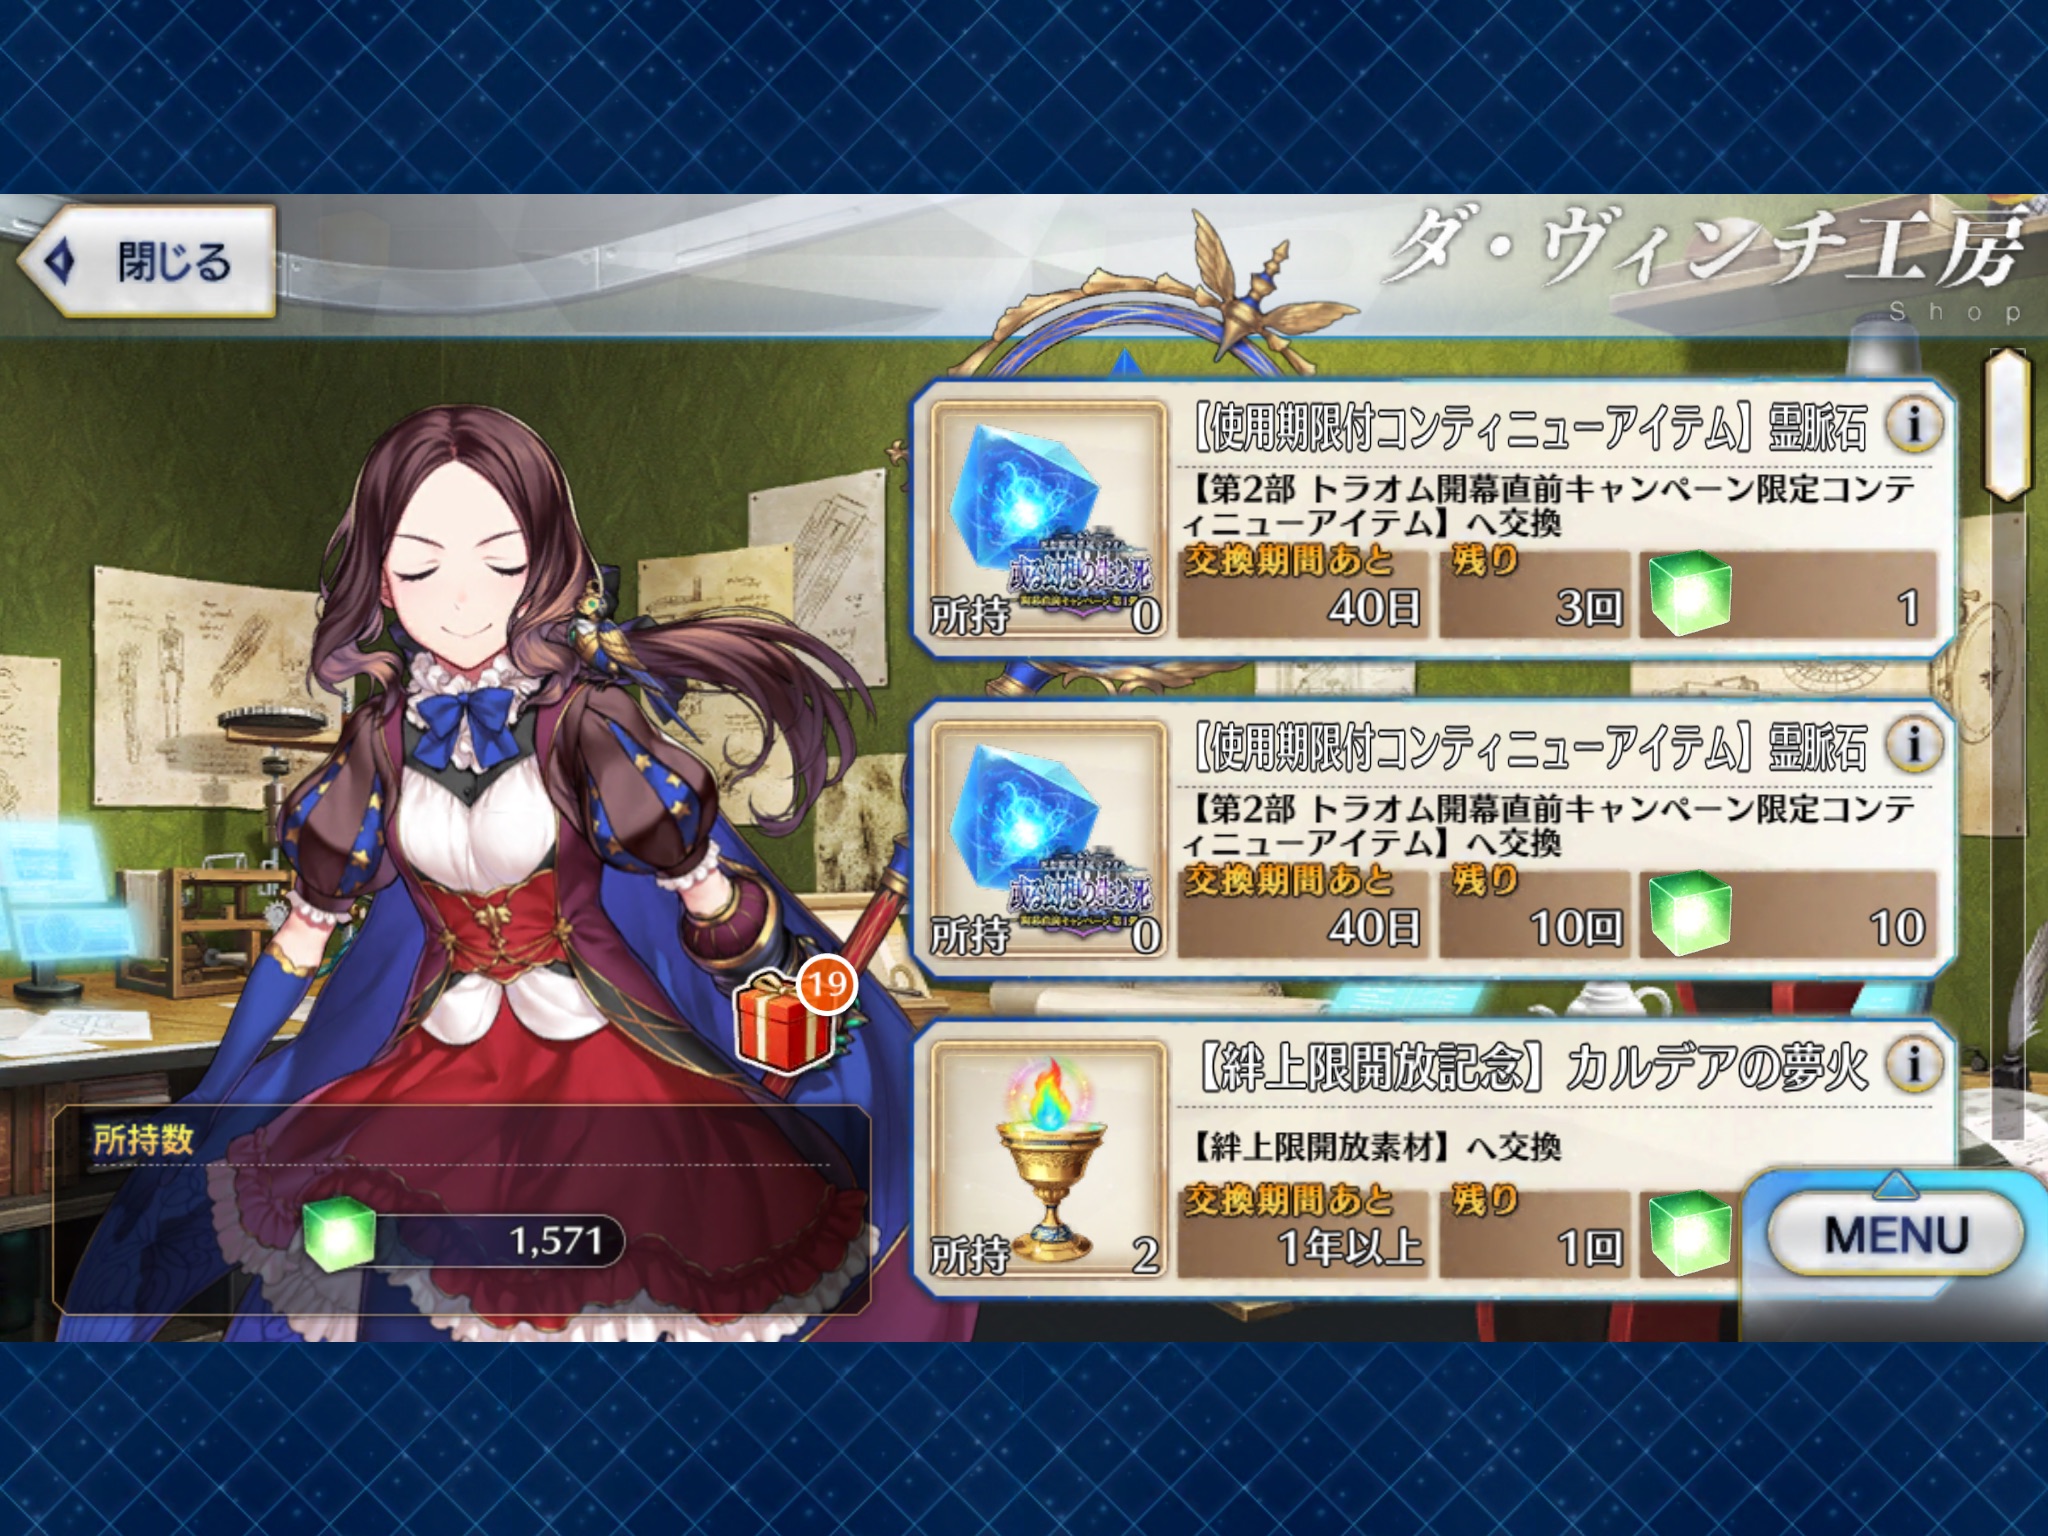 閉じる
ダ・ヴィンチ工房
Shop
【使用期限付コンティニューアイテム】霊脈石
【第2部 トラオム開幕直前キャンペーン限定コンテ
ィニューアイテム】へ交換
交換期間あと 残り
所持 0 40日 3回 1
【使用期限付コンティニューアイテム】霊脈石
【第2部 トラオム開幕直前キャンペーン限定コンテ
ィニューアイテム】へ交換
交換期間あと 残り
所持 0 40日 10回 10
19
【絆上限開放記念】カルデアの夢火
【絆上限開放素材】へ交換
交換期間あと 残り
所持 2 1年以上 1回
所持数
1,571
MENU